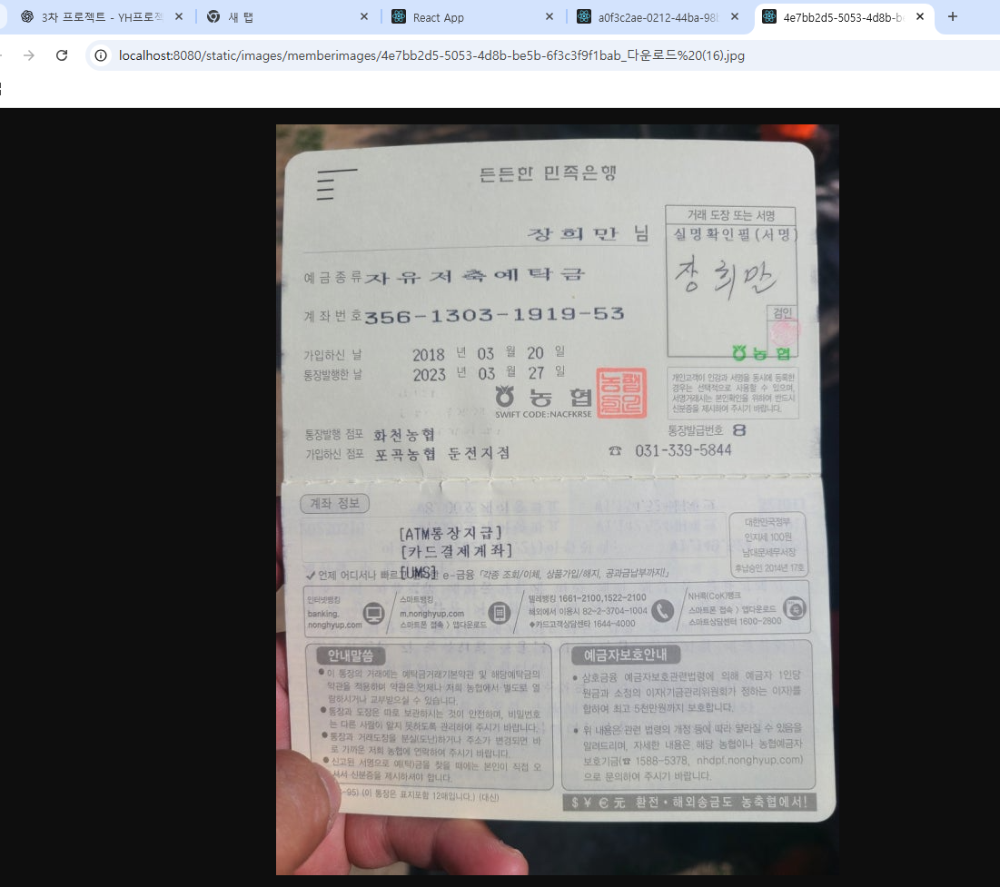 3차 프로젝트 - YH프로젝
새 탭
React App
a0f3c2ae-0212-44ba-98b
4e7bb2d5-5053-4d8b-be
localhost:8080/static/images/memberimages/4e7bb2d5-5053-4d8b-be5b-6f3c3f9f1bab_다운로드%20(16).jpg
든든한 민족은행
장희만 님
거래 도장 또는 서명
실명확인필(서명)
장희만
검인
농협
예금종류 자유저축예탁금
계좌번호 356-1303-1919-53
가입하신 날 2018 년 03 월 20 일
통장발행한 날 2023 년 03 월 27 일
농협
SWIFT CODE:NACFKRSE
개인고객이 인감과 서명을 동시에 등록한
경우는 선택적으로 사용할 수 있으며,
서명거래시는 본인확인을 위하여 반드시
신분증을 제시하여 주시기 바랍니다.
통장발급번호 8
통장발행 점포 화천농협
가입하신 점포 포곡농협 둔전지점 ☎ 031-339-5844
계좌 정보
[ATM통장지급]
[카드결제계좌]
[UMS]
대한민국정부
인지세 100원
남대문세무서장
후납승인 2014년 17호
✔ 언제 어디서나 빠르고 e-금융 「각종 조회/이체, 상품가입/해지, 공과금납부까지!」
인터넷뱅킹
banking.
nonghyup.com
스마트뱅킹
m.nonghyup.com
스마트폰 접속 > 앱다운로드
텔레뱅킹 1661-2100,1522-2100
해외에서 이용시 82-2-3704-1004
◆카드고객상담센타 1644-4000
NH콕(CoK)뱅크
스마트폰 접속 > 앱다운로드
스마트상담센터 1600-2800
안내말씀
● 이 통장의 거래에는 예탁금거래기본약관 및 해당예탁금의
약관을 적용하며 약관은 언제나 저희 농협에서 별도로 열
람하시거나 교부받으실 수 있습니다.
● 통장과 도장은 따로 보관하시는 것이 안전하며, 비밀번호
는 다른 사람이 알지 못하도록 관리하여 주시기 바랍니다.
● 통장과 거래도장을 분실(도난)하거나 주소가 변경되면 바
로 가까운 저희 농협에 연락하여 주시기 바랍니다.
● 신고된 서명으로 예(탁)금을 찾을 때에는 본인이 직접 오
셔서 신분증을 제시하셔야 합니다.
-95) (이 통장은 표지포함 12매입니다.) (대신)
예금자보호안내
● 상호금융 예금자보호관련법령에 의해 예금자 1인당
원금과 소정의 이자(기금관리위원회가 정하는 이자)를
합하여 최고 5천만원까지 보호합니다.
● 위 내용은 관련 법령의 개정 등에 따라 달라질 수 있음을
알려드리며, 자세한 내용은 해당 농협이나 농협예금자
보호기금(☎ 1588-5378, nhdpf.nonghyup.com)
으로 문의하여 주시기 바랍니다.
$ ¥ € 元 환전・해외송금도 농축협에서!